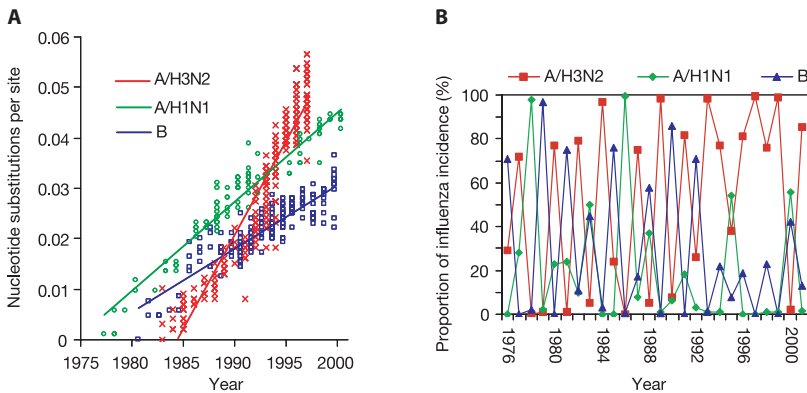 A
Nucleotide substitutions per site
0.06
0.05
0.04
0.03
0.02
0.01
0
A/H3N2
A/H1N1
B
1975
1980
1985
1990
1995
2000
Year
B
A/H3N2
A/H1N1
B
Proportion of influenza incidence (%)
100
80
60
40
20
0
1976
1980
1984
1988
1992
1996
2000
Year